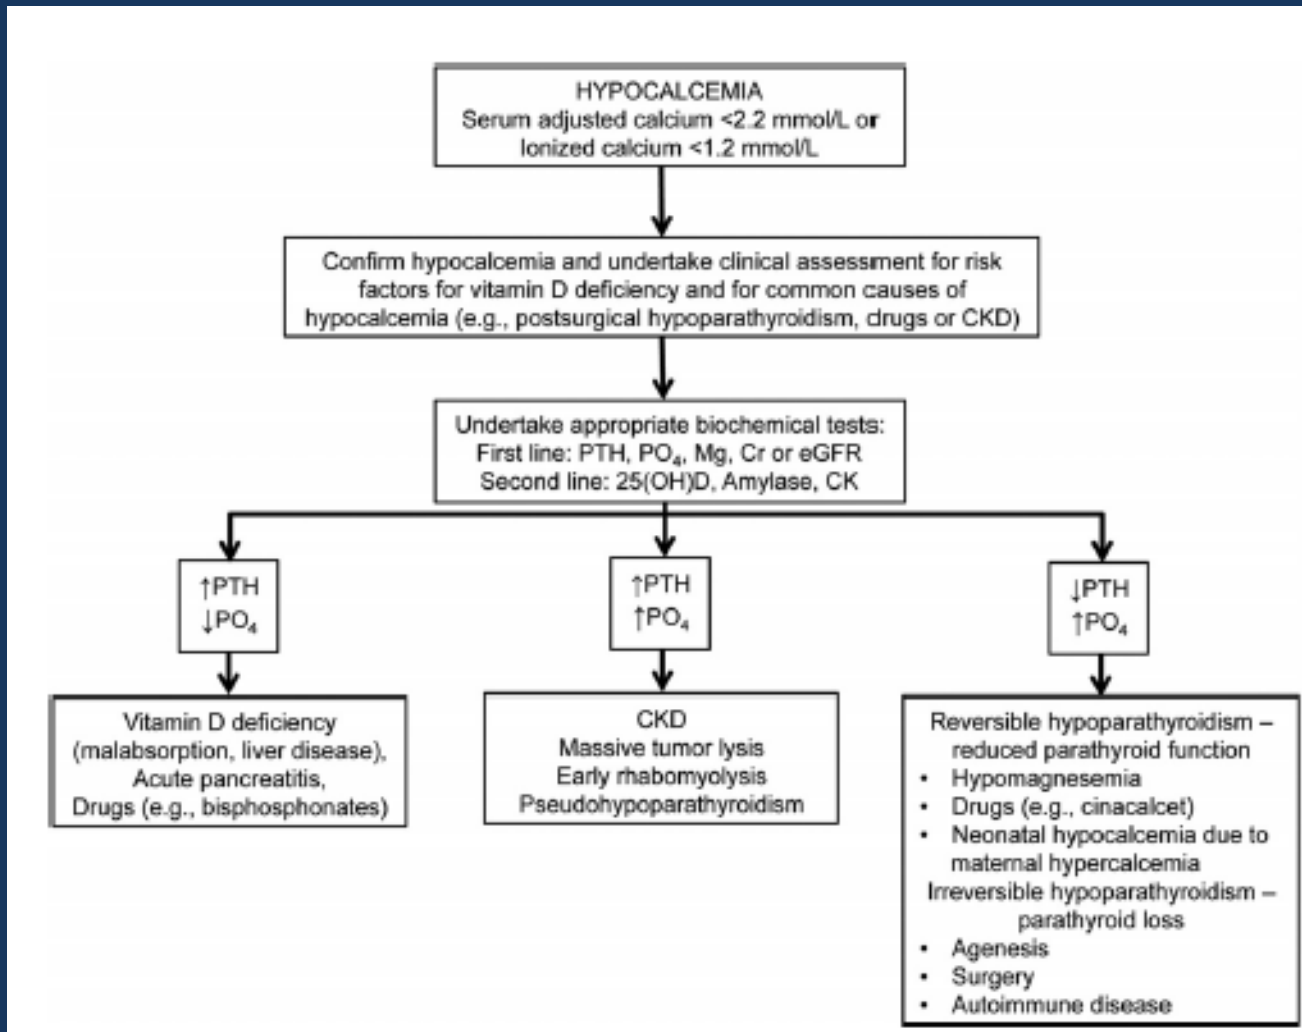 HYPOCALCEMIA
Serum adjusted calcium <2.2 mmol/L or
Ionized calcium <1.2 mmol/L
Confirm hypocalcemia and undertake clinical assessment for risk
factors for vitamin D deficiency and for common causes of
hypocalcemia (e.g., postsurgical hypoparathyroidism, drugs or CKD)
Undertake appropriate biochemical tests:
First line: PTH, PO₄, Mg, Cr or eGFR
Second line: 25(OH)D, Amylase, CK
↑PTH
↓PO₄
↑PTH
↑PO₄
↓PTH
↑PO₄
Vitamin D deficiency
(malabsorption, liver disease),
Acute pancreatitis,
Drugs (e.g., bisphosphonates)
CKD
Massive tumor lysis
Early rhabomyolysis
Pseudohypoparathyroidism
Reversible hypoparathyroidism –
reduced parathyroid function
• Hypomagnesemia
• Drugs (e.g., cinacalcet)
• Neonatal hypocalcemia due to
maternal hypercalcemia
Irreversible hypoparathyroidism –
parathyroid loss
• Agenesis
• Surgery
• Autoimmune disease